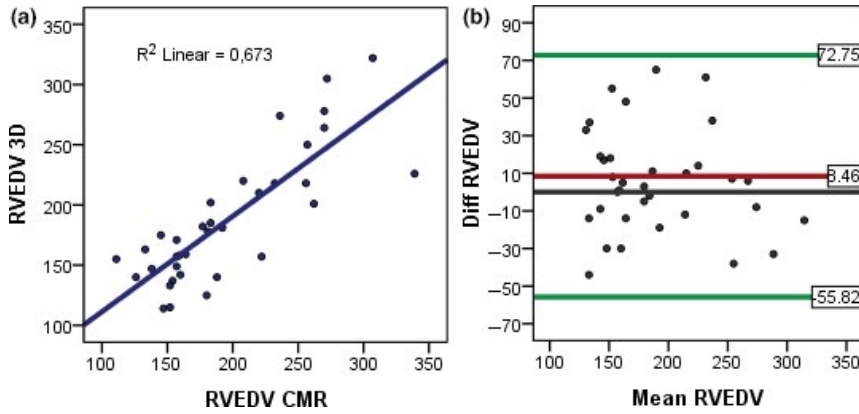 (a)
R² Linear = 0,673
RVEDV 3D
350
300
250
200
150
100
100 150 200 250 300 350
RVEDV CMR
(b)
Diff RVEDV
90
70
50
30
10
−10
−30
−50
−70
72.75
8.46
-55.82
100 150 200 250 300 350
Mean RVEDV